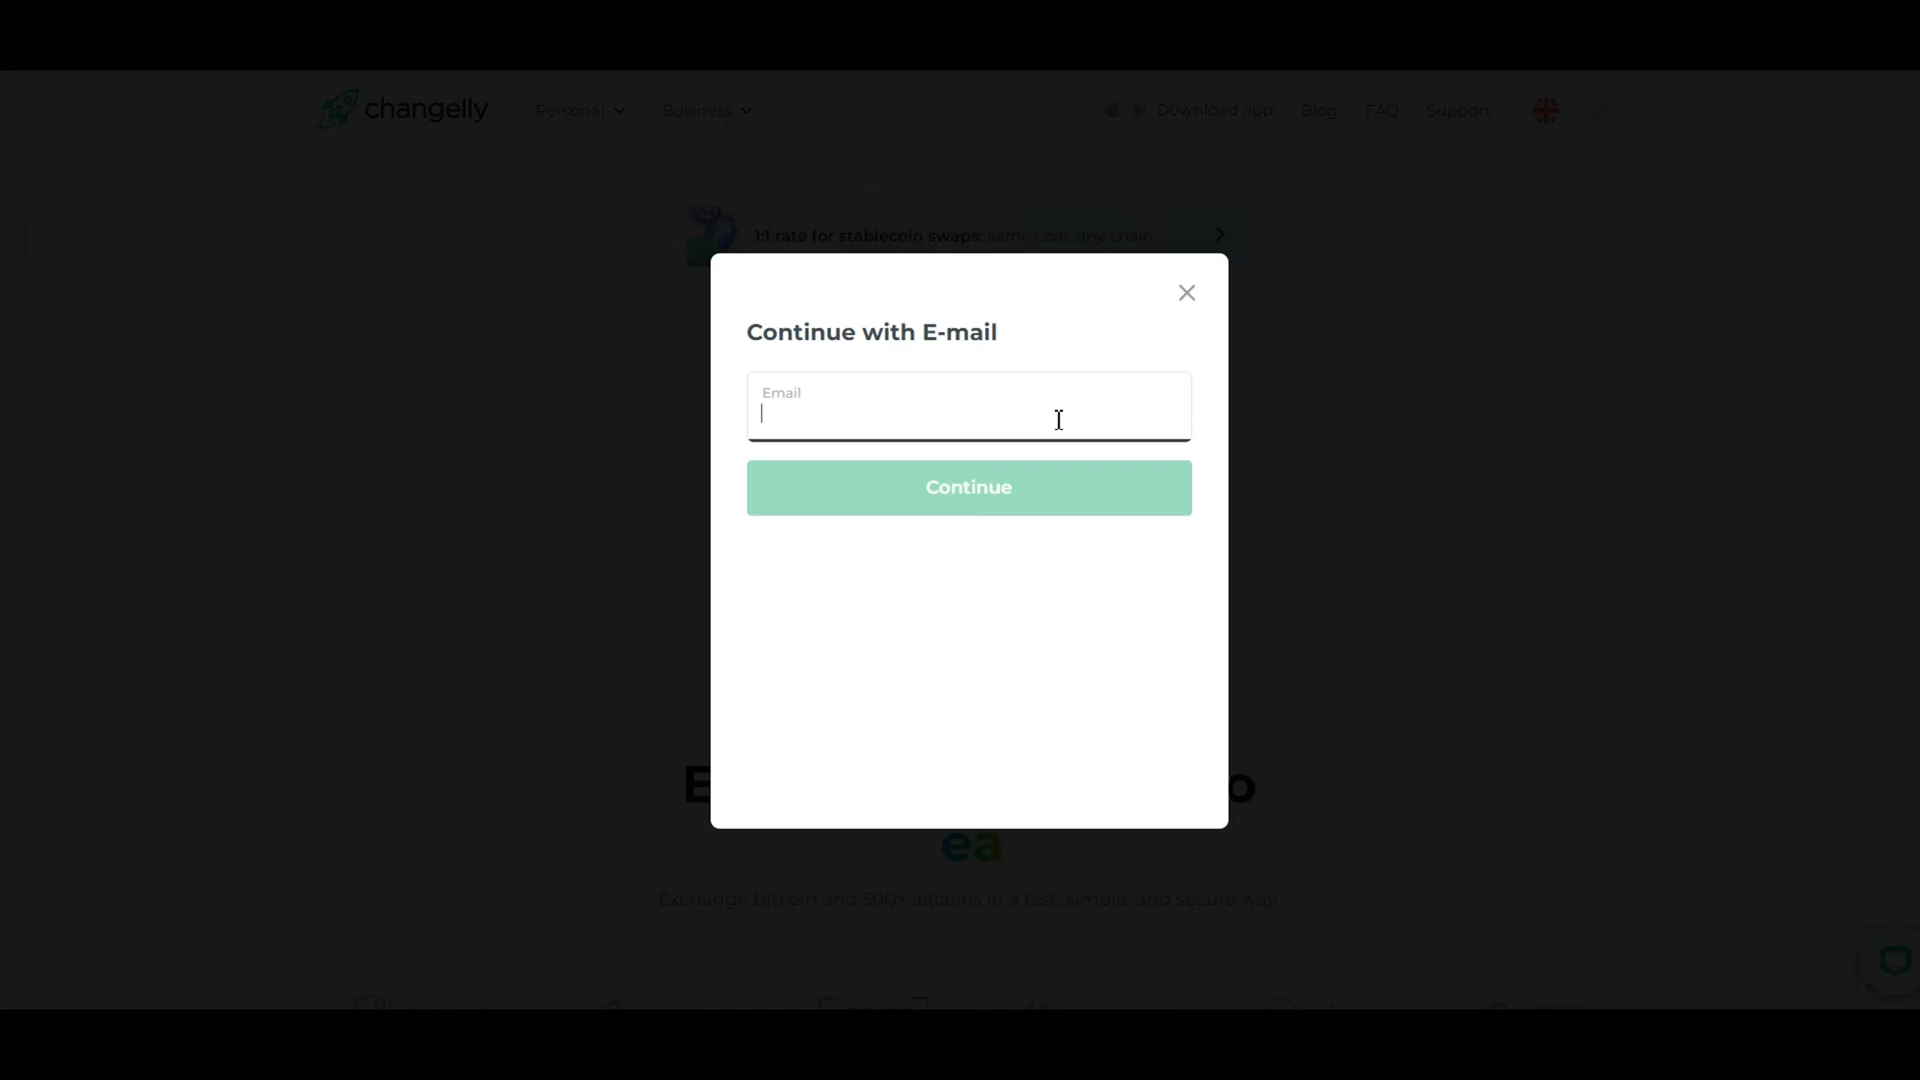 changelly Personal Business Download app Blog FAQ Support
1:1 rate for stablecoin swaps: same coin, any chain
Continue with E-mail
Email
Continue
E o
ea
Exchange Bitcoin and 500+ altcoins in a fast, simple, and secure way